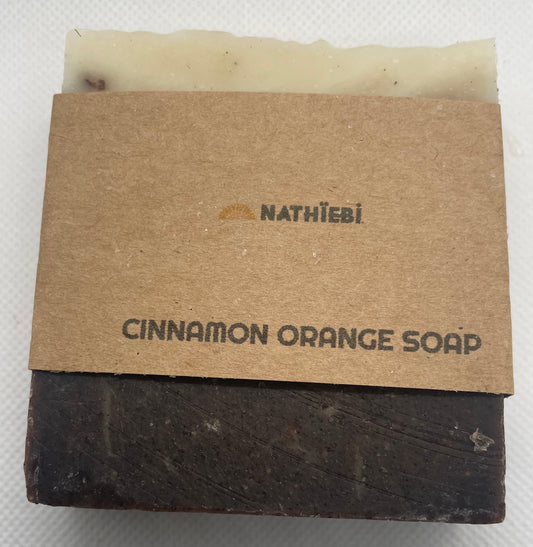 NATHÏEBİ
CINNAMON ORANGE SOAP